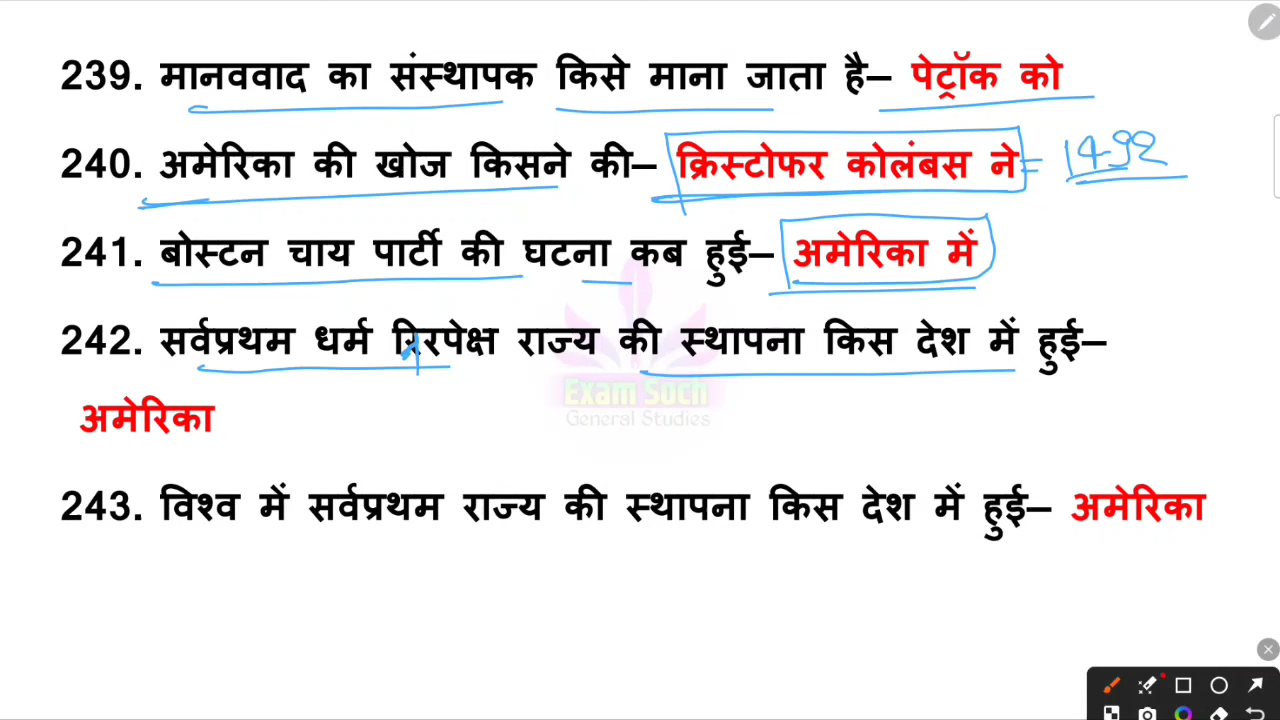 239. मानववाद का संस्थापक किसे माना जाता है– पेट्रॉक को
240. अमेरिका की खोज किसने की– क्रिस्टोफर कोलंबस ने = 1492
241. बोस्टन चाय पार्टी की घटना कब हुई– अमेरिका में
242. सर्वप्रथम धर्म रिरपेक्ष राज्य की स्थापना किस देश में हुई–
Exam Soch
अमेरिका
General Studies
243. विश्व में सर्वप्रथम राज्य की स्थापना किस देश में हुई– अमेरिका